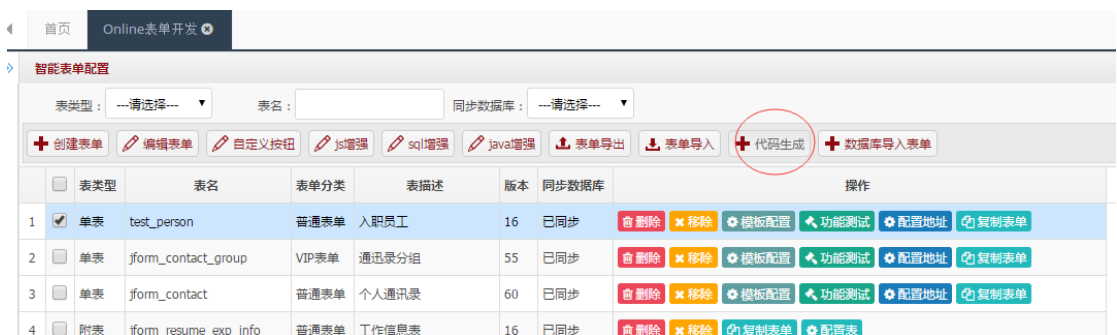 首页 Online表单开发
智能表单配置
表类型： ---请选择--- 表名： 同步数据库： ---请选择---
创建表单 编辑表单 自定义按钮 js增强 sql增强 java增强 表单导出 表单导入 代码生成 数据库导入表单
表类型 表名 表单分类 表描述 版本 同步数据库 操作
1 单表 test_person 普通表单 入职员工 16 已同步 删除 移除 模板配置 功能测试 配置地址 复制表单
2 单表 jform_contact_group VIP表单 通迅录分组 55 已同步 删除 移除 模板配置 功能测试 配置地址 复制表单
3 单表 jform_contact 普通表单 个人通讯录 60 已同步 删除 移除 模板配置 功能测试 配置地址 复制表单
4 附表 jform_resume_exp_info 普通表单 工作信息表 16 已同步 删除 移除 复制表单 配置表